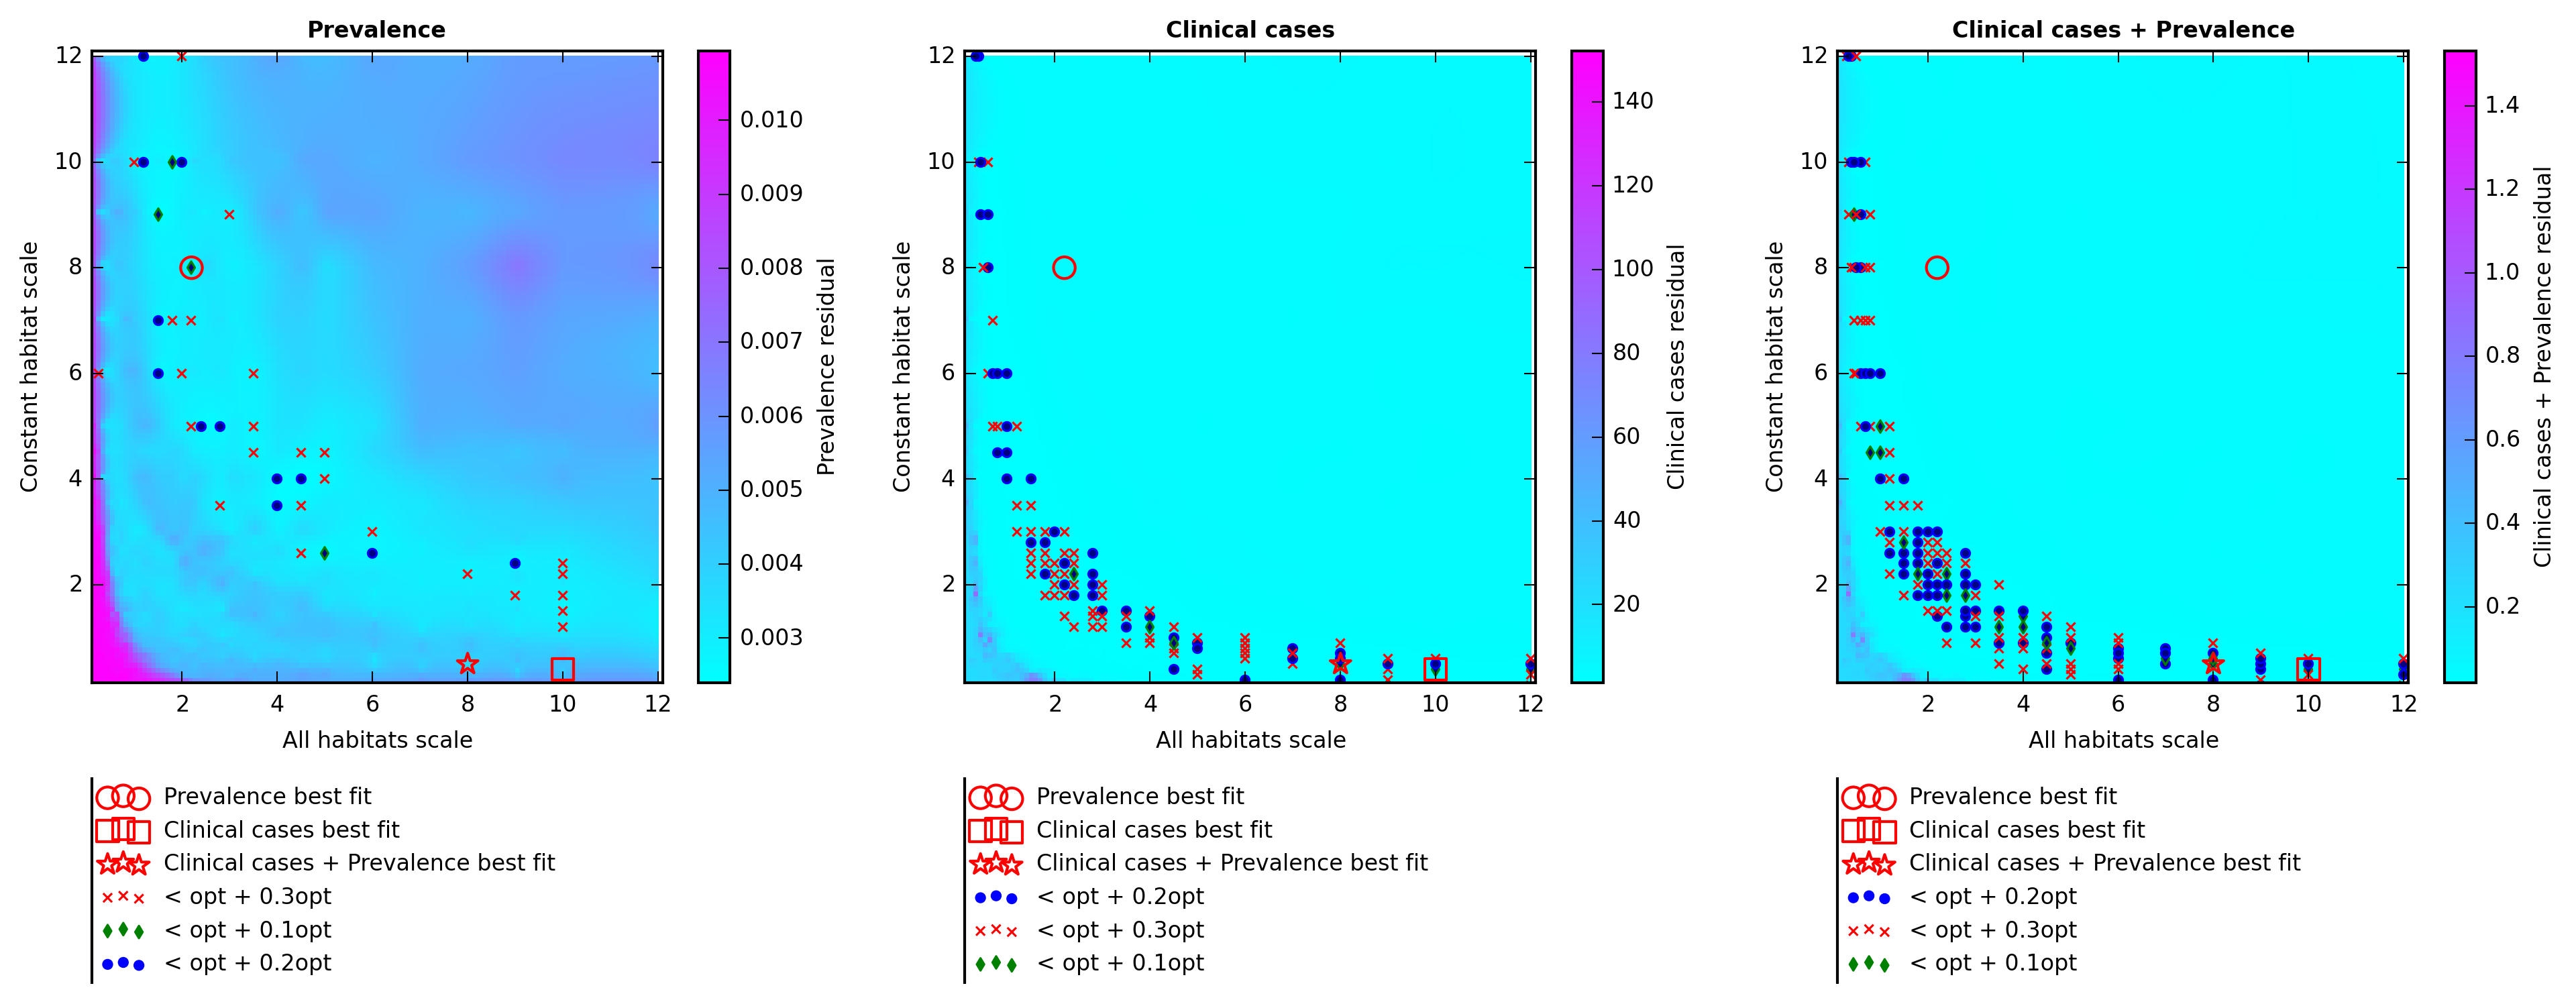 Prevalence
12
10
8
6
4
2
2 4 6 8 10 12
Constant habitat scale
All habitats scale
0.010
0.009
0.008
0.007
0.006
0.005
0.004
0.003
Prevalence residual
Prevalence best fit
Clinical cases best fit
Clinical cases + Prevalence best fit
< opt + 0.3opt
< opt + 0.1opt
< opt + 0.2opt
Clinical cases
12
10
8
6
4
2
2 4 6 8 10 12
Constant habitat scale
All habitats scale
140
120
100
80
60
40
20
Clinical cases residual
Prevalence best fit
Clinical cases best fit
Clinical cases + Prevalence best fit
< opt + 0.2opt
< opt + 0.3opt
< opt + 0.1opt
Clinical cases + Prevalence
12
10
8
6
4
2
2 4 6 8 10 12
Constant habitat scale
All habitats scale
1.4
1.2
1.0
0.8
0.6
0.4
0.2
Clinical cases + Prevalence residual
Prevalence best fit
Clinical cases best fit
Clinical cases + Prevalence best fit
< opt + 0.2opt
< opt + 0.3opt
< opt + 0.1opt